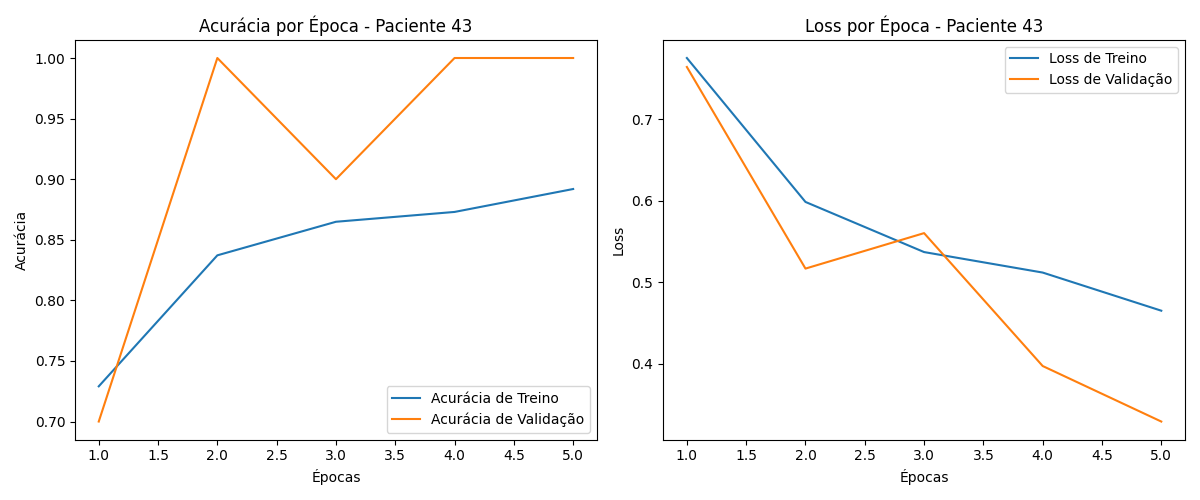 Acurácia por Época - Paciente 43
Acurácia
1.00
0.95
0.90
0.85
0.80
0.75
0.70
Acurácia de Treino
Acurácia de Validação
1.0 1.5 2.0 2.5 3.0 3.5 4.0 4.5 5.0
Épocas
Loss por Época - Paciente 43
Loss
0.7
0.6
0.5
0.4
Loss de Treino
Loss de Validação
1.0 1.5 2.0 2.5 3.0 3.5 4.0 4.5 5.0
Épocas